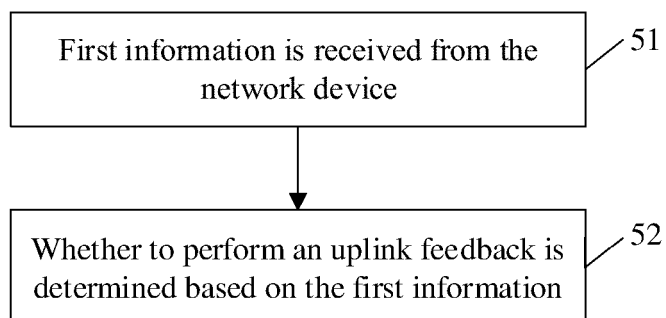 First information is received from the
network device
51
Whether to perform an uplink feedback is
determined based on the first information
52